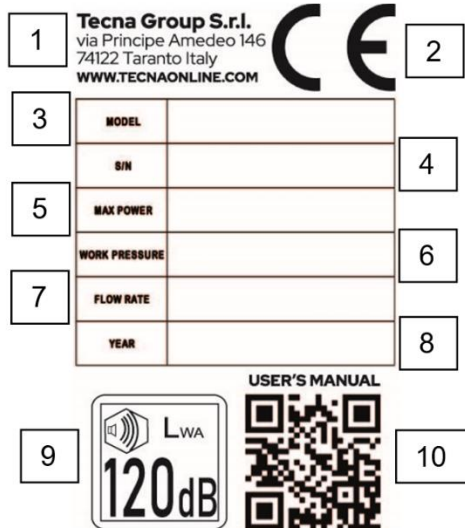 1
Tecna Group S.r.l.
via Principe Amedeo 146
74122 Taranto Italy
WWW.TECNAONLINE.COM
CE
2
3
MODEL
S/N
4
5
MAX POWER
WORK PRESSURE
6
7
FLOW RATE
YEAR
8
USER'S MANUAL
9
LWA
120dB
10